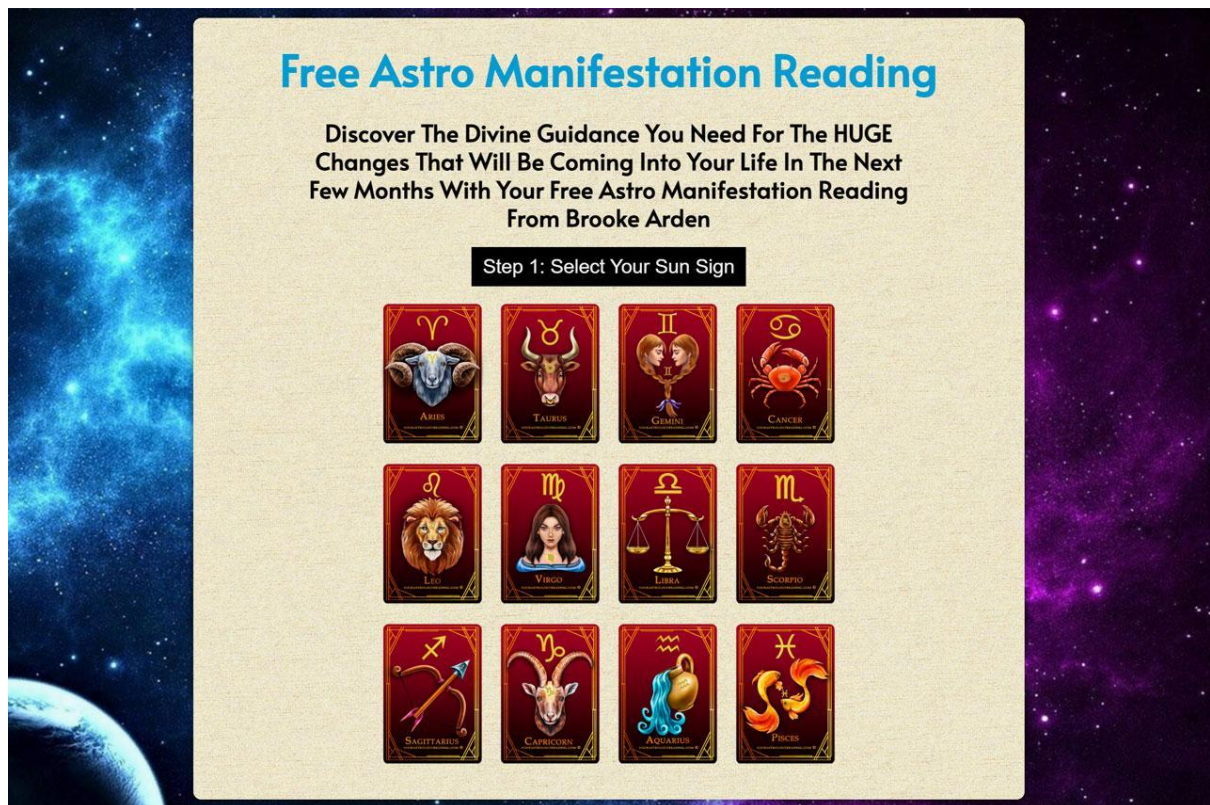 Free Astro Manifestation Reading
Discover The Divine Guidance You Need For The HUGE
Changes That Will Be Coming Into Your Life In The Next
Few Months With Your Free Astro Manifestation Reading
From Brooke Arden
Step 1: Select Your Sun Sign
ARIES
TAURUS
GEMINI
CANCER
LEO
VIRGO
LIBRA
SCORPIO
SAGITTARIUS
CAPRICORN
AQUARIUS
PISCES